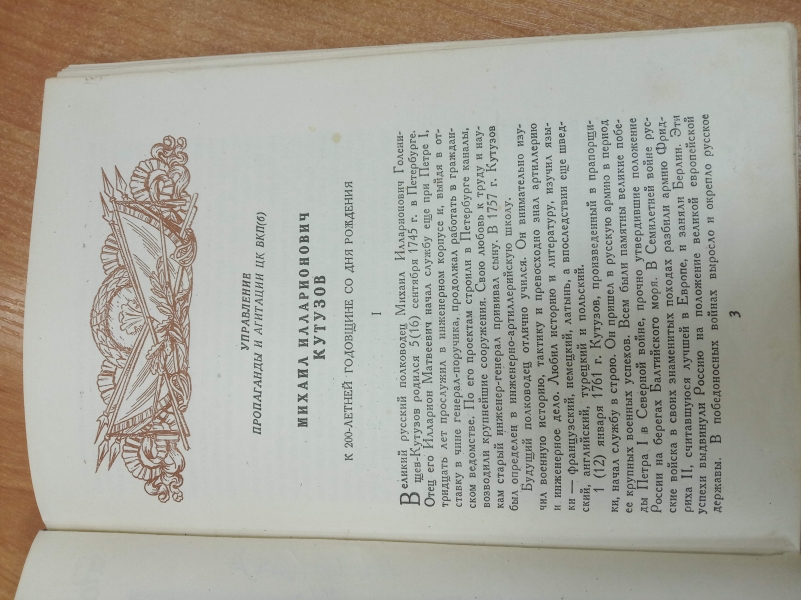 УПРАВЛЕНИЕ
ПРОПАГАНДЫ И АГИТАЦИИ ЦК ВКП(б)
МИХАИЛ ИЛЛАРИОНОВИЧ
КУТУЗОВ
К 200-ЛЕТНЕЙ ГОДОВЩИНЕ СО ДНЯ РОЖДЕНИЯ
I
Великий русский полководец Михаил Илларионович Голени-
щев-Кутузов родился 5(16) сентября 1745 г. в Петербурге.
Отец его Илларион Матвеевич начал службу еще при Петре I,
тридцать лет прослужил в инженерном корпусе и, выйдя в от-
ставку в чине генерал-поручика, продолжал работать в граждан-
ском ведомстве. По его проектам строили в Петербурге каналы,
возводили крупнейшие сооружения. Свою любовь к труду и нау-
кам старый инженер-генерал прививал сыну. В 1757 г. Кутузов
был определен в инженерно-артиллерийскую школу.
Будущий полководец отлично учился. Он внимательно изу-
чил военную историю, тактику и превосходно знал артиллерию
и инженерное дело. Любил историю и литературу, изучил язы-
ки — французский, немецкий, латынь, а впоследствии еще швед-
ский, английский, турецкий и польский.
1 (12) января 1761 г. Кутузов, произведенный в прапорщи-
ки, начал службу в строю. Он пришел в русскую армию в период
ее крупных военных успехов. Всем были памятны великие побе-
ды Петра I в Северной войне, прочно утвердившие положение
России на берегах Балтийского моря. В Семилетней войне рус-
ские войска в своих знаменитых походах разбили армию Фрид-
риха II, считавшуюся лучшей в Европе, и заняли Берлин. Эти
успехи выдвинули Россию на положение великой европейской
державы. В победоносных войнах выросло и окрепло русское
3